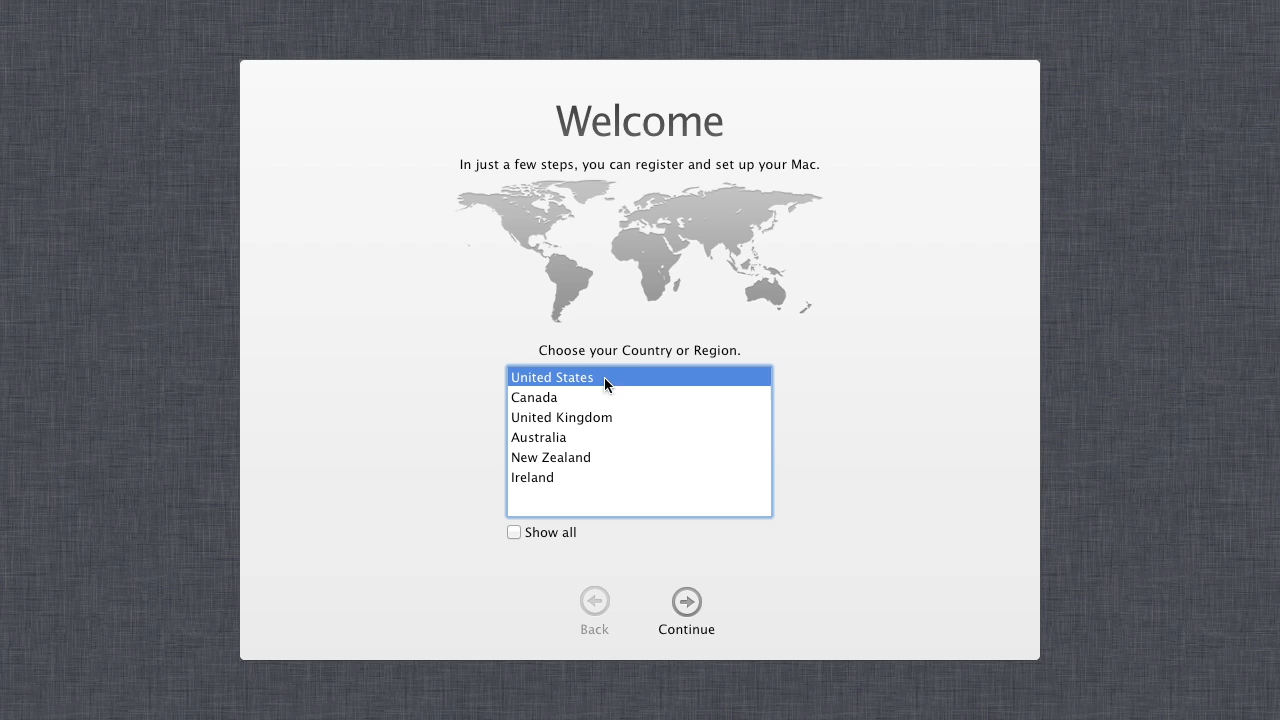 Welcome
In just a few steps, you can register and set up your Mac.
Choose your Country or Region.
United States
Canada
United Kingdom
Australia
New Zealand
Ireland
Show all
Back
Continue